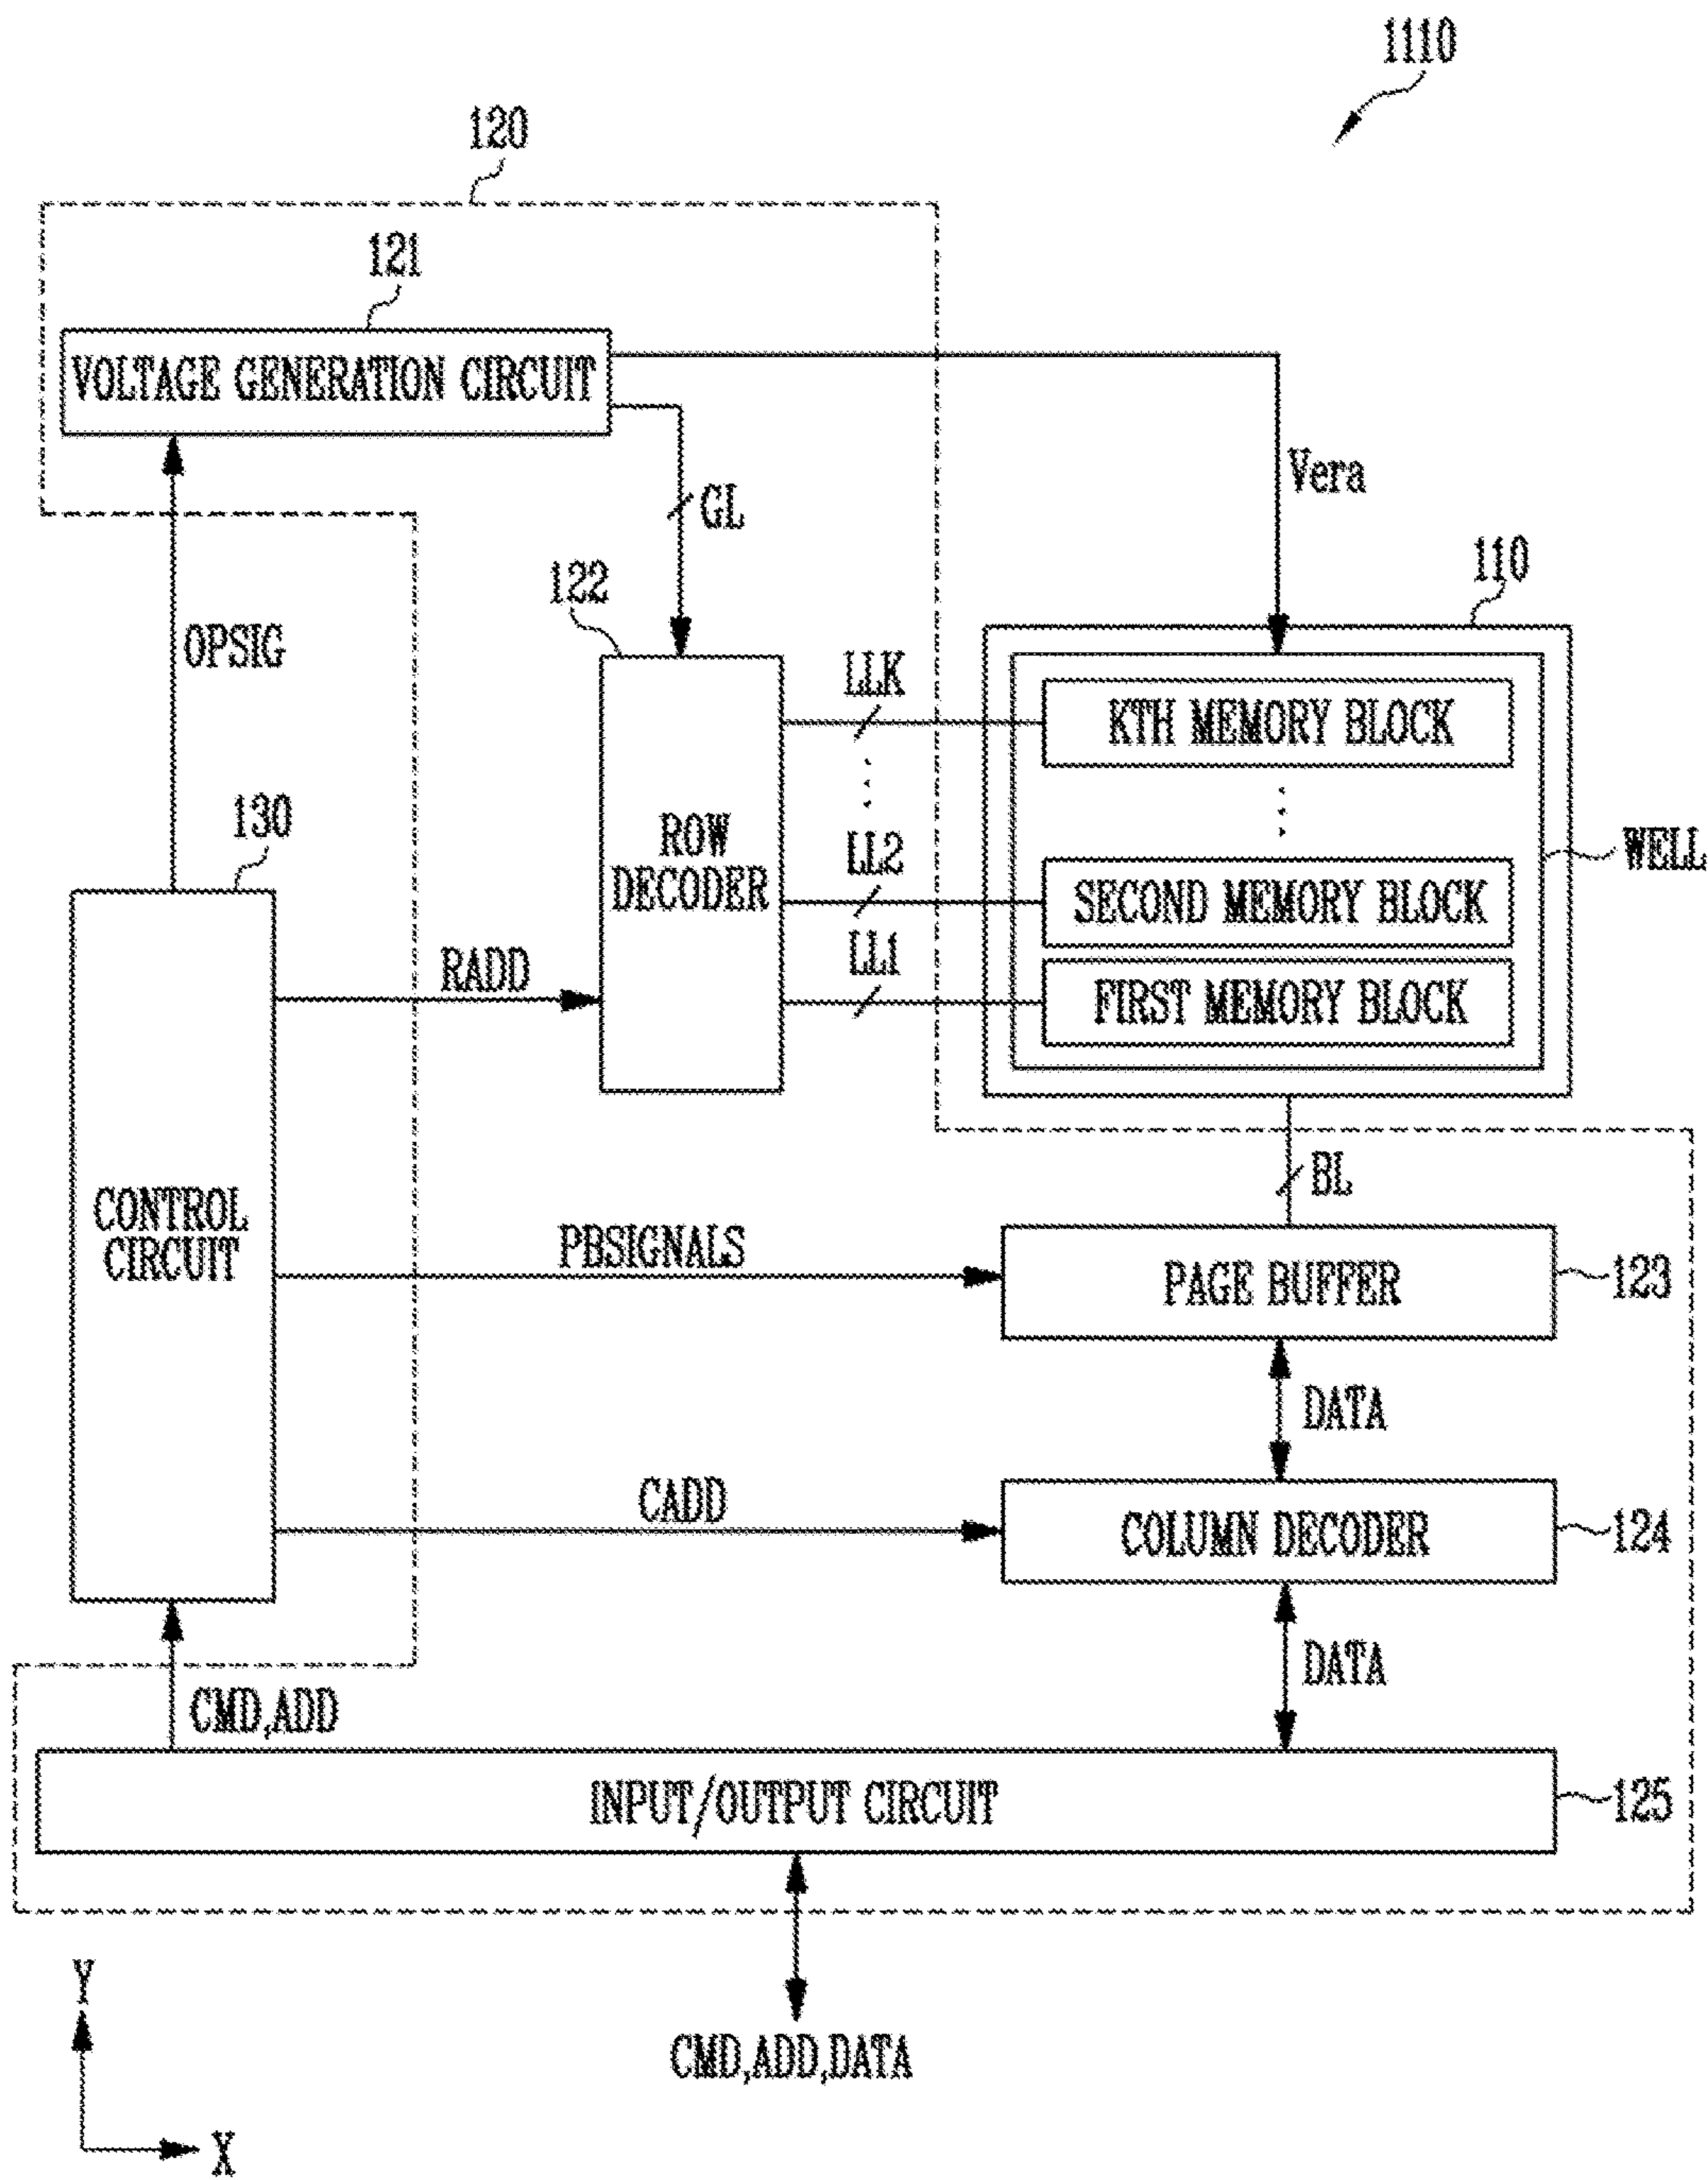 1110
120
121
VOLTAGE GENERATION CIRCUIT
Vera
GL
110
122
OPSIG
LLK
KTH MEMORY BLOCK
130
ROW
DECODER
LL2
WELL
SECOND MEMORY BLOCK
LL1
RADD
FIRST MEMORY BLOCK
BL
CONTROL
CIRCUIT
PBSIGNALS
PAGE BUFFER
123
DATA
CADD
COLUMN DECODER
124
DATA
CMD,ADD
INPUT/OUTPUT CIRCUIT
125
Y
CMD,ADD,DATA
X